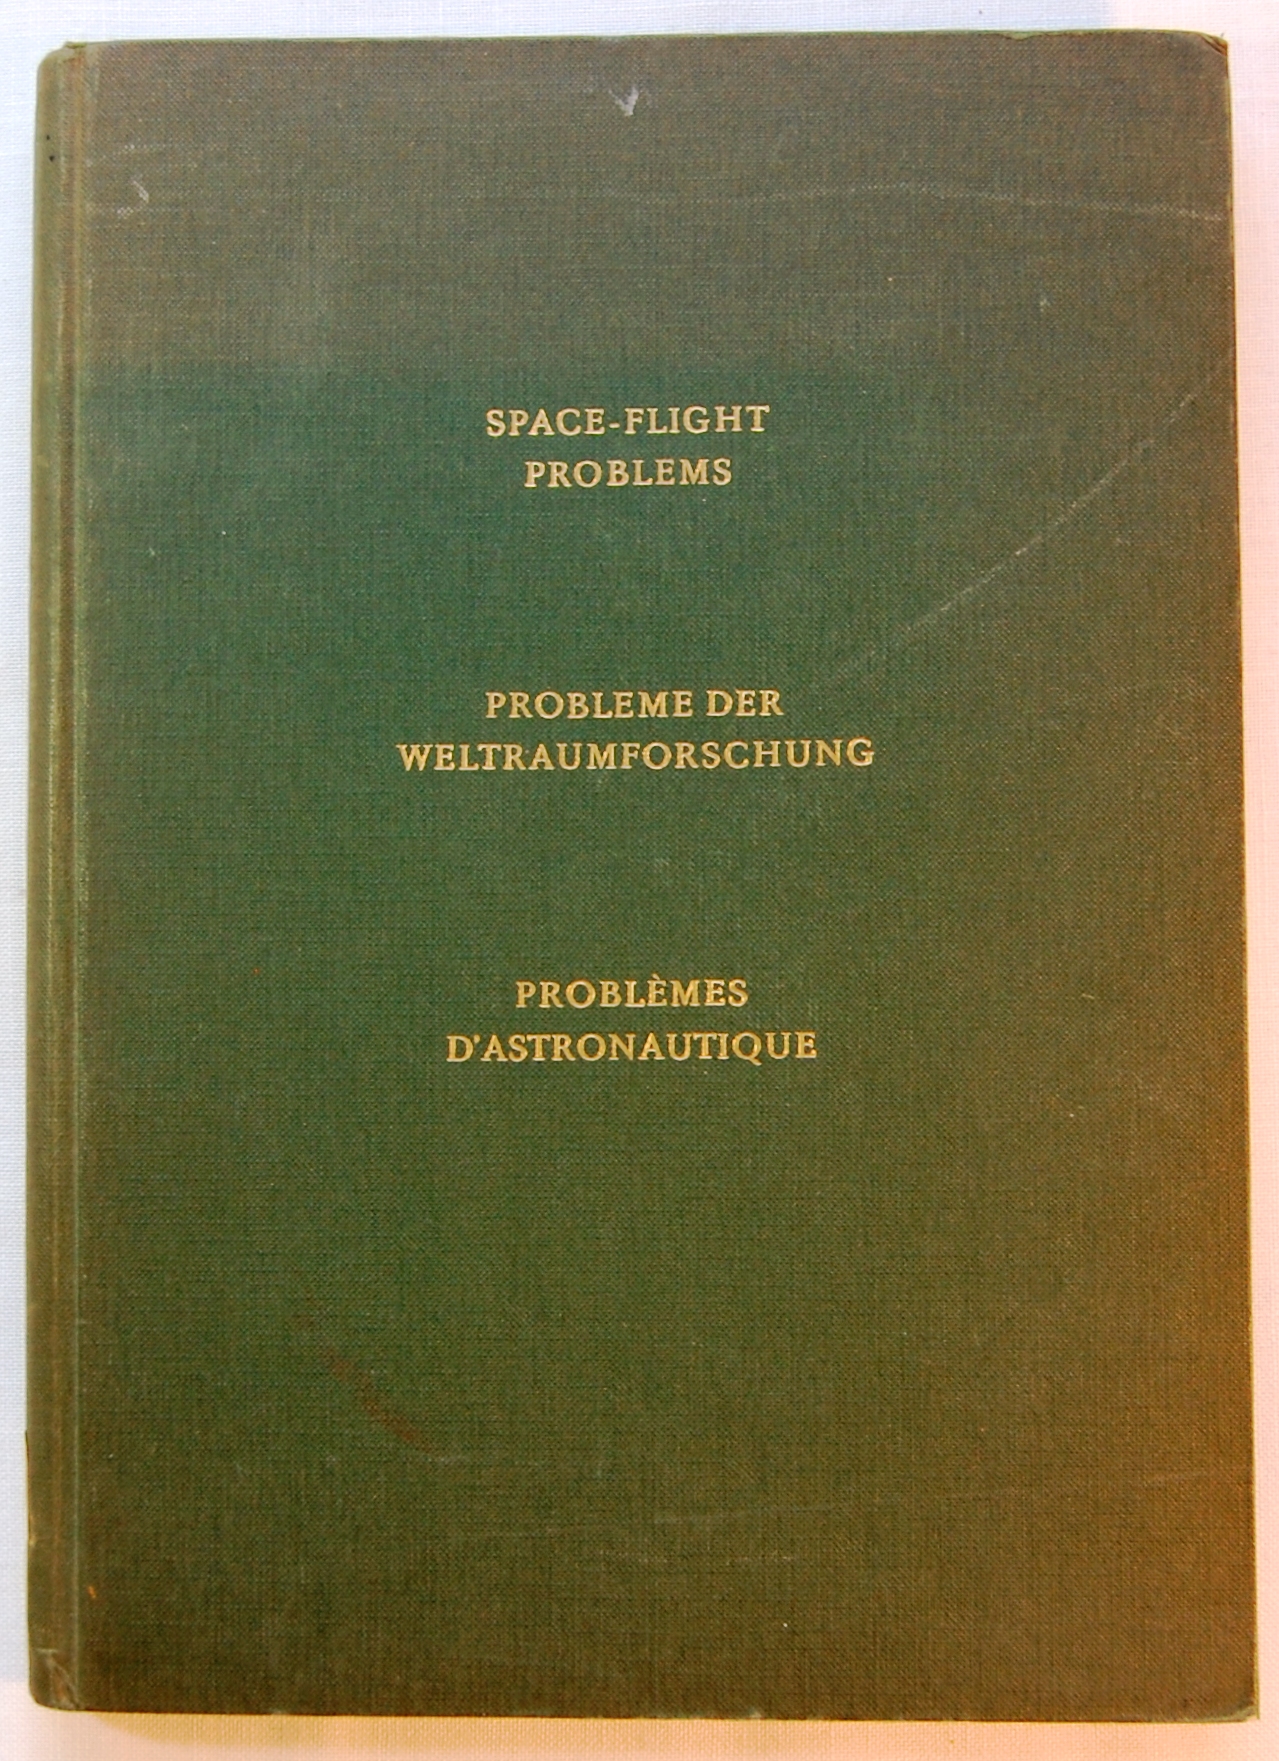 SPACE-FLIGHT
PROBLEMS
PROBLEME DER
WELTRAUMFORSCHUNG
PROBLÈMES
D'ASTRONAUTIQUE